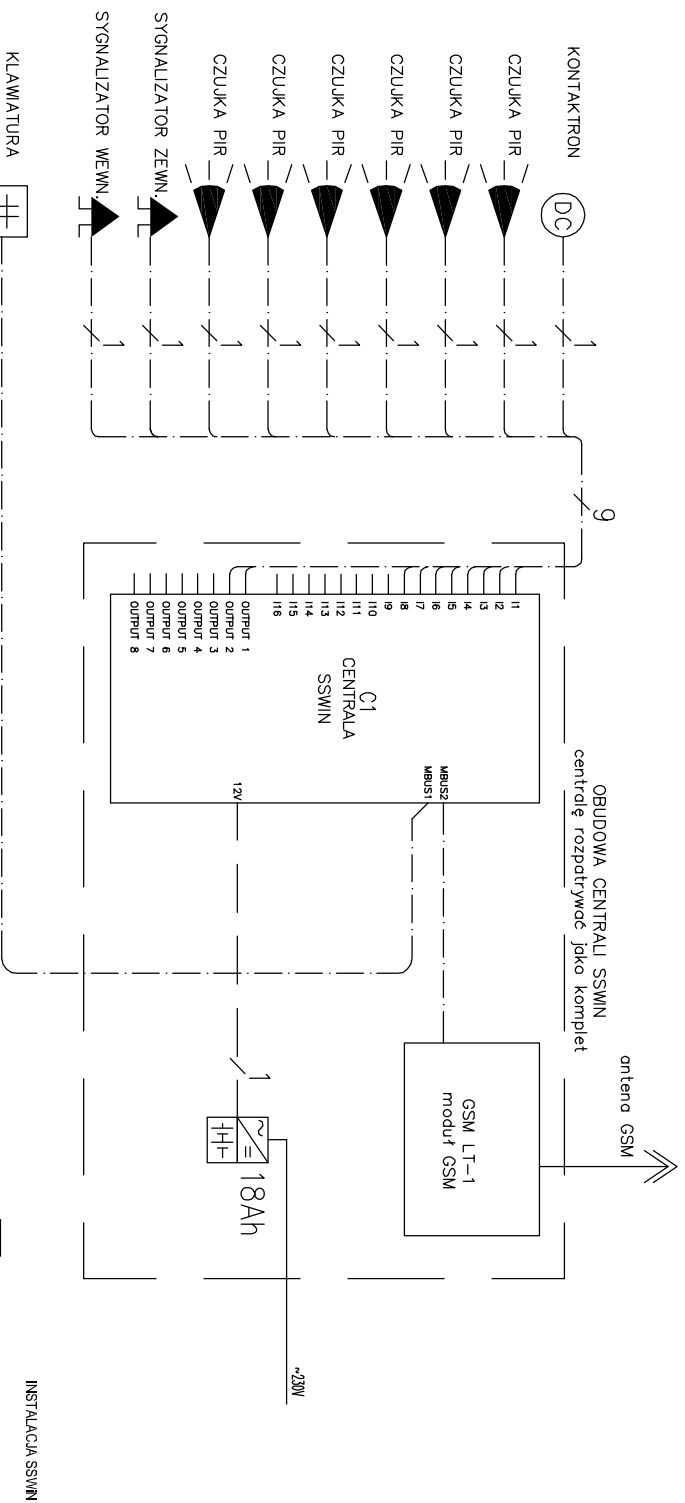 KONTAKTRON
DC
CZUJKA PIR
CZUJKA PIR
CZUJKA PIR
CZUJKA PIR
CZUJKA PIR
CZUJKA PIR
SYGNALIZATOR ZEWN.
SYGNALIZATOR WEWN.
KLAWIATURA
1
1
1
1
1
1
1
1
1
9
I1
I2
I3
I4
I5
I6
I7
I8
I9
I10
I11
I12
I13
I14
I15
I16
OUTPUT 1
OUTPUT 2
OUTPUT 3
OUTPUT 4
OUTPUT 5
OUTPUT 6
OUTPUT 7
OUTPUT 8
C1
CENTRALA
SSWIN
MBUS2
MBUS1
12V
OBUDOWA CENTRALI SSWIN
centralę rozpatrywać jako komplet
antena GSM
GSM LT-1
moduł GSM
1
~
=
18Ah
~230V
INSTALACJA SSWiN